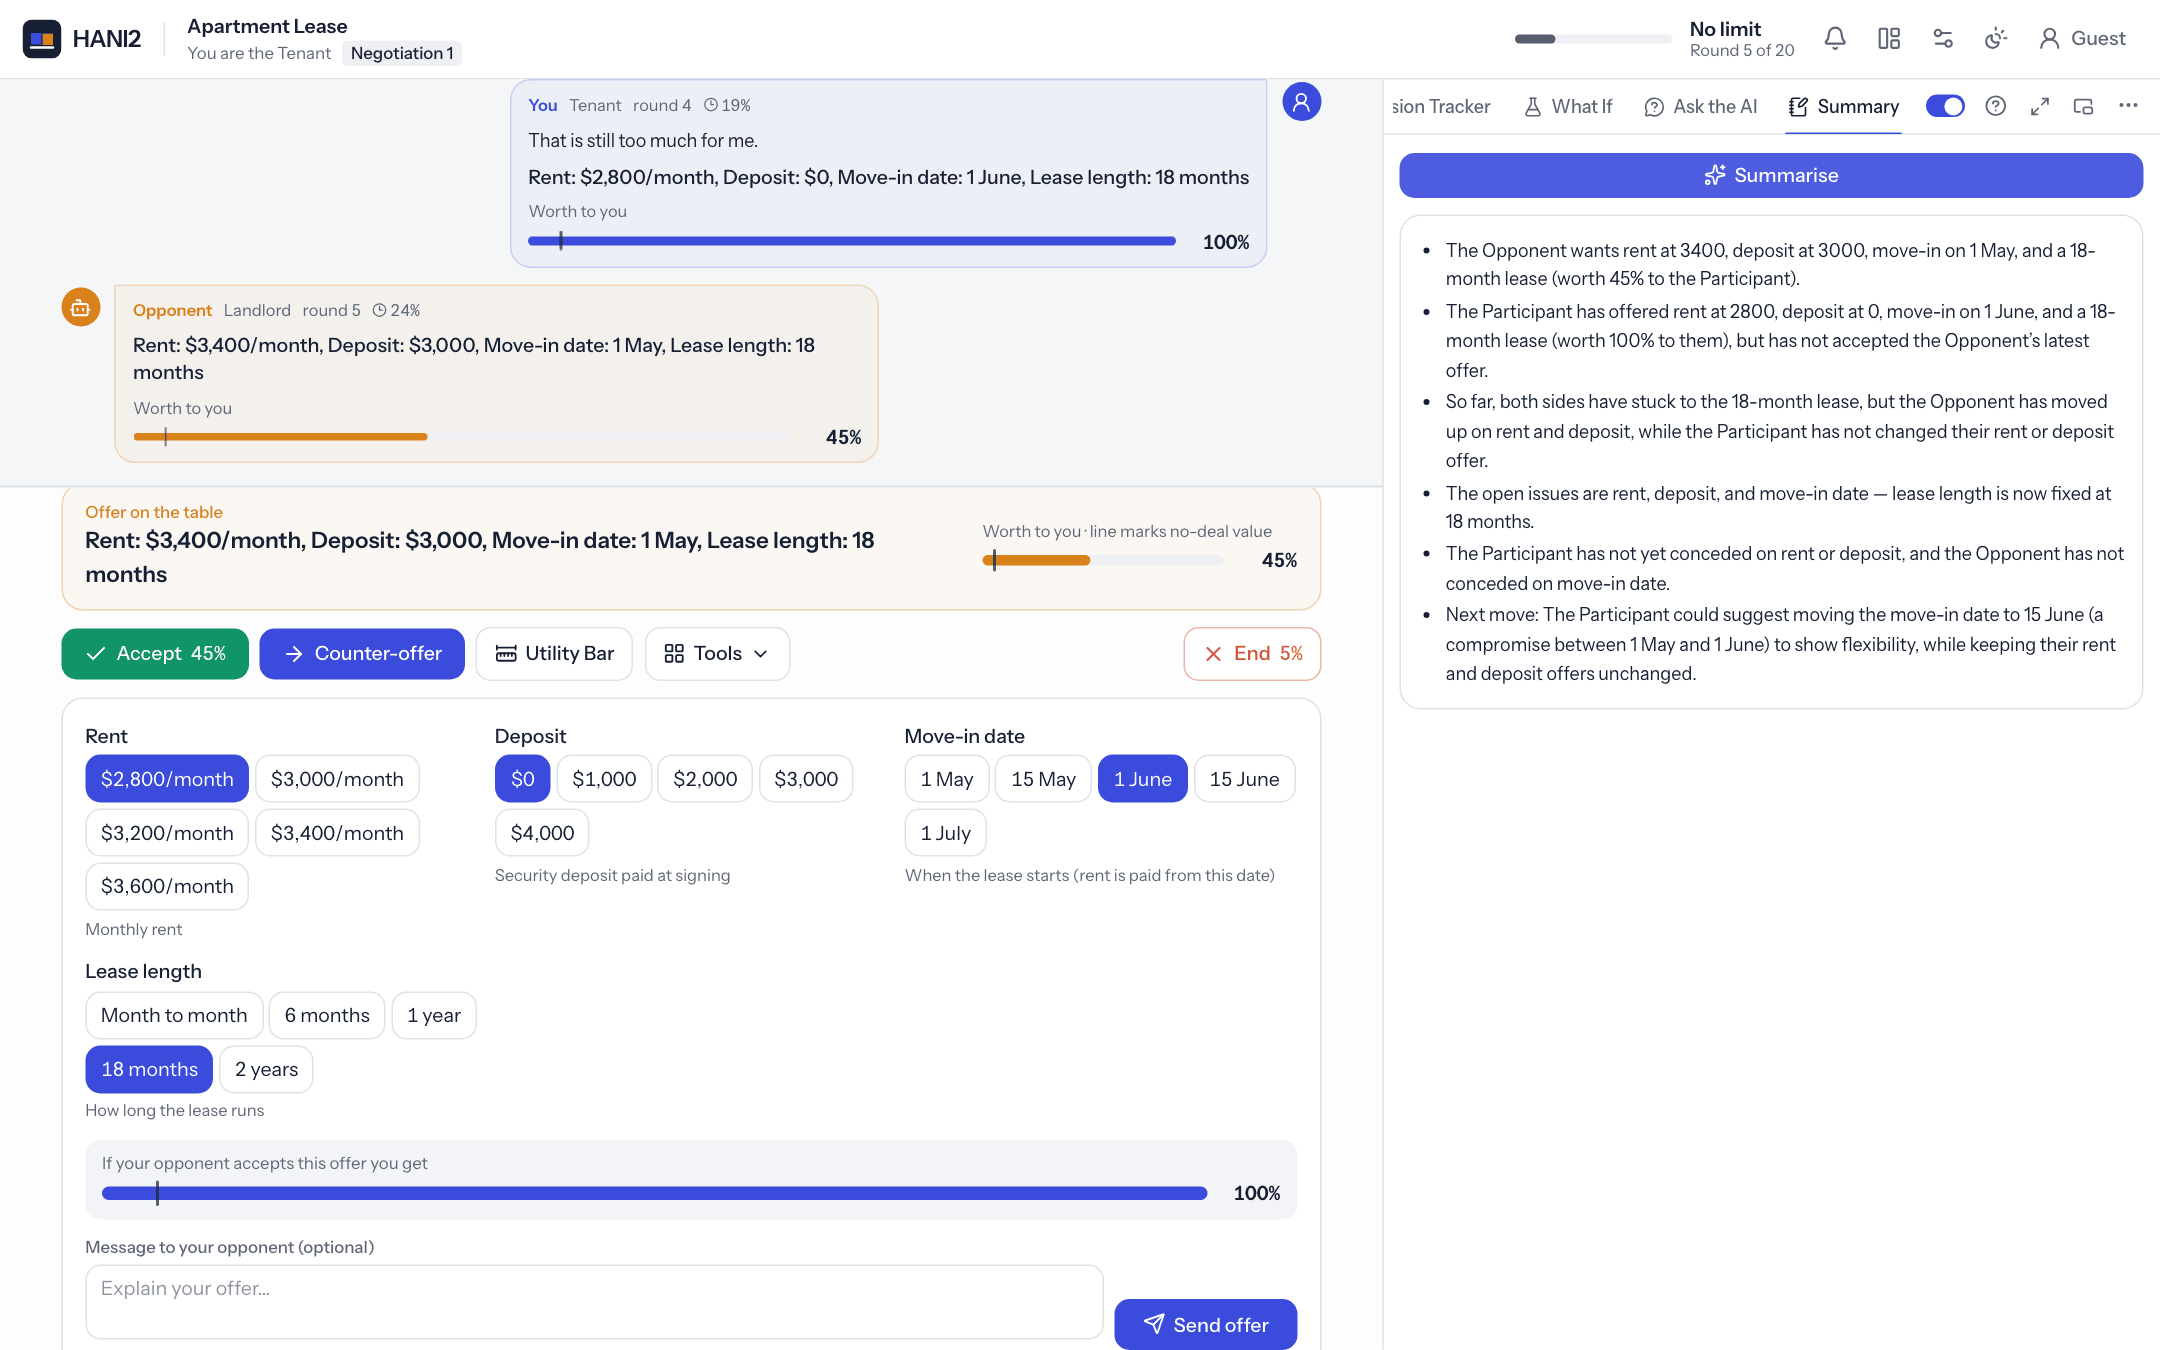 HANI2
Apartment Lease
You are the Tenant Negotiation 1
No limit
Round 5 of 20
Guest
You Tenant round 4 19%
That is still too much for me.
Rent: $2,800/month, Deposit: $0, Move-in date: 1 June, Lease length: 18 months
Worth to you
100%
Opponent Landlord round 5 24%
Rent: $3,400/month, Deposit: $3,000, Move-in date: 1 May, Lease length: 18
months
Worth to you
45%
Offer on the table
Rent: $3,400/month, Deposit: $3,000, Move-in date: 1 May, Lease length: 18
months
Worth to you · line marks no-deal value
45%
Accept 45%
Counter-offer
Utility Bar
Tools
End 5%
Rent
$2,800/month $3,000/month
$3,200/month $3,400/month
$3,600/month
Monthly rent
Deposit
$0 $1,000 $2,000 $3,000
$4,000
Security deposit paid at signing
Move-in date
1 May 15 May 1 June 15 June
1 July
When the lease starts (rent is paid from this date)
Lease length
Month to month 6 months 1 year
18 months 2 years
How long the lease runs
If your opponent accepts this offer you get
100%
Message to your opponent (optional)
Explain your offer...
Send offer
sion Tracker What If Ask the AI Summary
Summarise
• The Opponent wants rent at 3400, deposit at 3000, move-in on 1 May, and a 18-
month lease (worth 45% to the Participant).
• The Participant has offered rent at 2800, deposit at 0, move-in on 1 June, and a 18-
month lease (worth 100% to them), but has not accepted the Opponent's latest
offer.
• So far, both sides have stuck to the 18-month lease, but the Opponent has moved
up on rent and deposit, while the Participant has not changed their rent or deposit
offer.
• The open issues are rent, deposit, and move-in date — lease length is now fixed at
18 months.
• The Participant has not yet conceded on rent or deposit, and the Opponent has not
conceded on move-in date.
• Next move: The Participant could suggest moving the move-in date to 15 June (a
compromise between 1 May and 1 June) to show flexibility, while keeping their rent
and deposit offers unchanged.